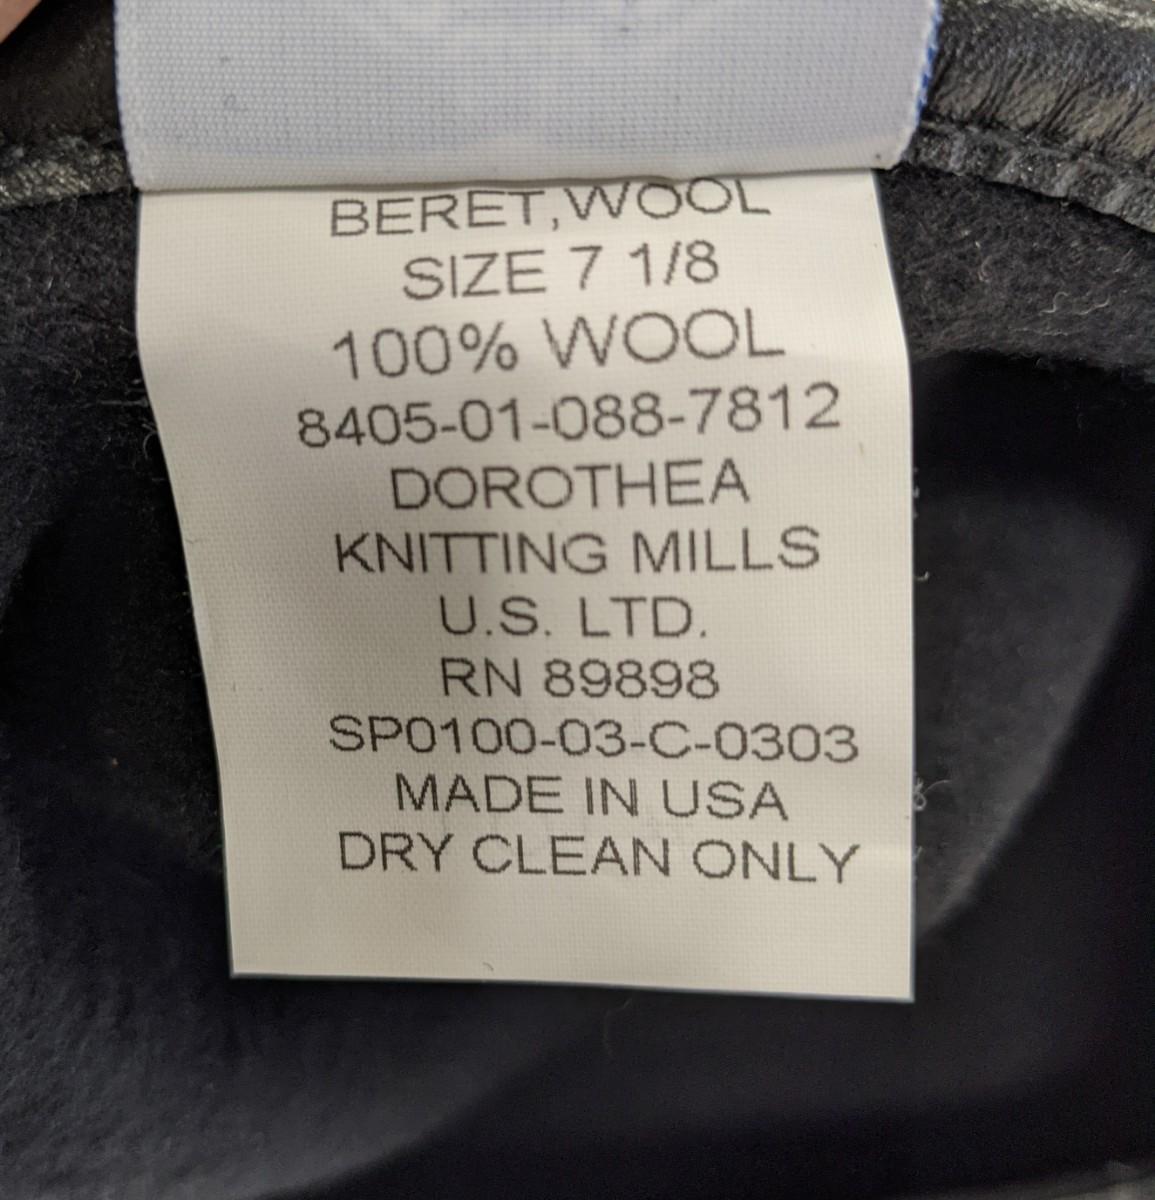 BERET,WOOL
SIZE 7 1/8
100% WOOL
8405-01-088-7812
DOROTHEA
KNITTING MILLS
U.S. LTD.
RN 89898
SP0100-03-C-0303
MADE IN USA
DRY CLEAN ONLY